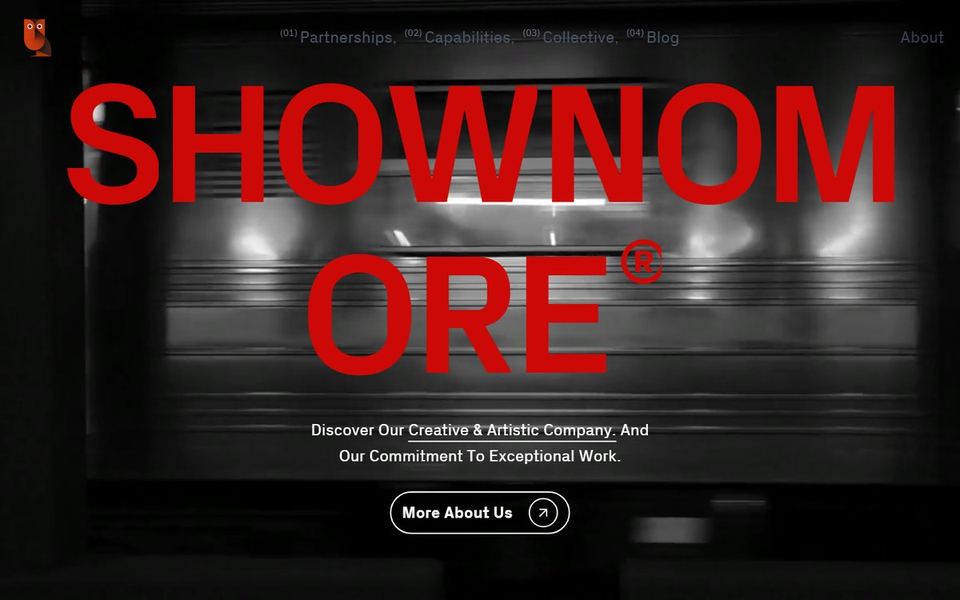 (01) Partnerships, (02) Capabilities, (03) Collective, (04) Blog About
SHOWNOM
ORE®
Discover Our Creative & Artistic Company. And
Our Commitment To Exceptional Work.
More About Us